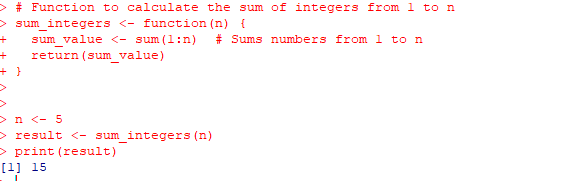 > # Function to calculate the sum of integers from 1 to n
> sum_integers <- function(n) {
+   sum_value <- sum(1:n)  # Sums numbers from 1 to n
+   return(sum_value)
+ }
>
>
> n <- 5
> result <- sum_integers(n)
> print(result)
[1] 15